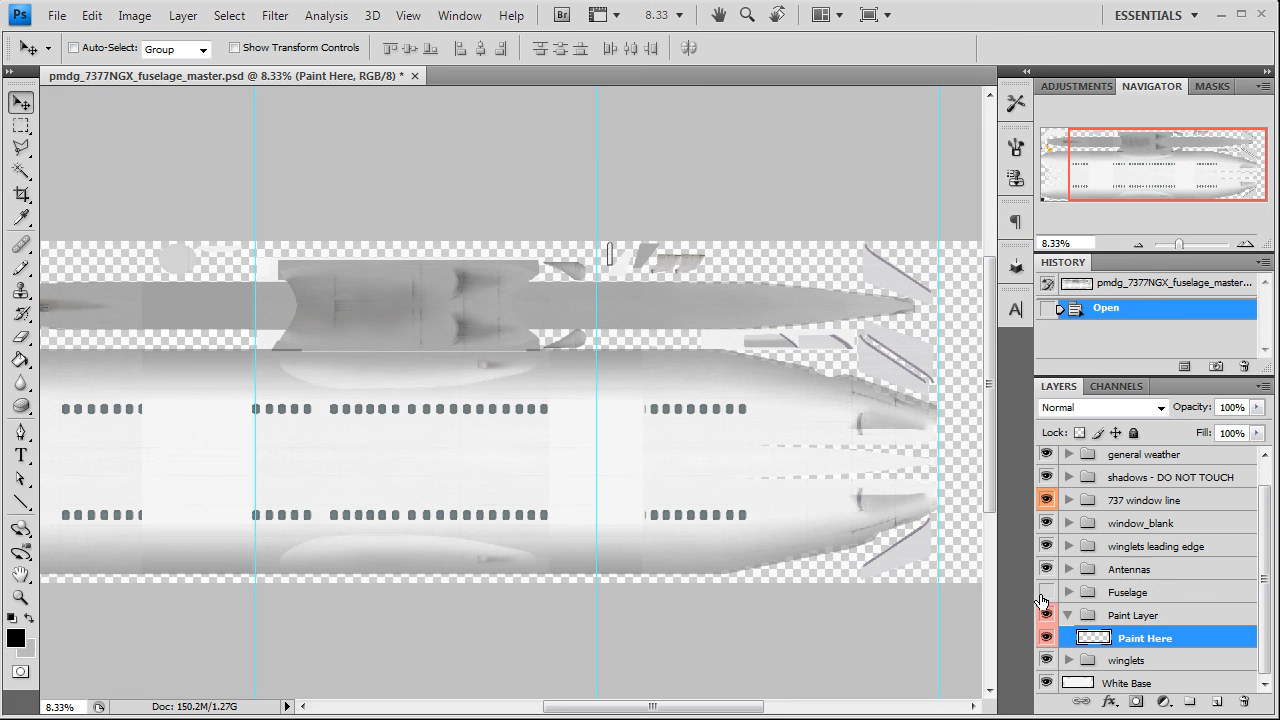 Ps File Edit Image Layer Select Filter Analysis 3D View Window Help Br 8.33 ESSENTIALS
Auto-Select: Group Show Transform Controls
pmdg_7377NGX_fuselage_master.psd @ 8.33% (Paint Here, RGB/8) * ×
ADJUSTMENTS NAVIGATOR MASKS
8.33%
HISTORY
pmdg_7377NGX_fuselage_master...
Open
LAYERS CHANNELS
Normal Opacity: 100%
Lock: Fill: 100%
general weather
shadows - DO NOT TOUCH
737 window line
window_blank
winglets leading edge
Antennas
Fuselage
Paint Layer
Paint Here
winglets
White Base
8.33% Doc: 150.2M/1.27G